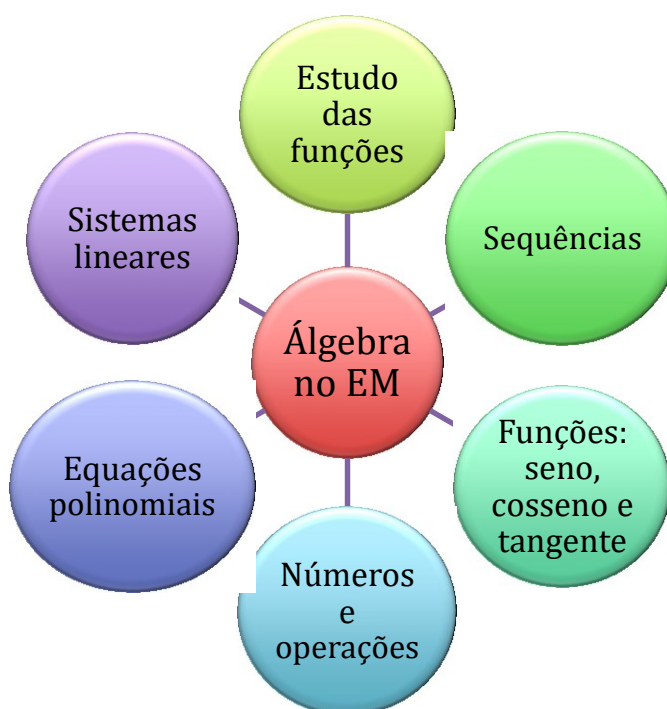 Estudo
das
funções
Sistemas
lineares
Sequências
Álgebra
no EM
Equações
polinomiais
Funções:
seno,
cosseno e
tangente
Números
e
operações